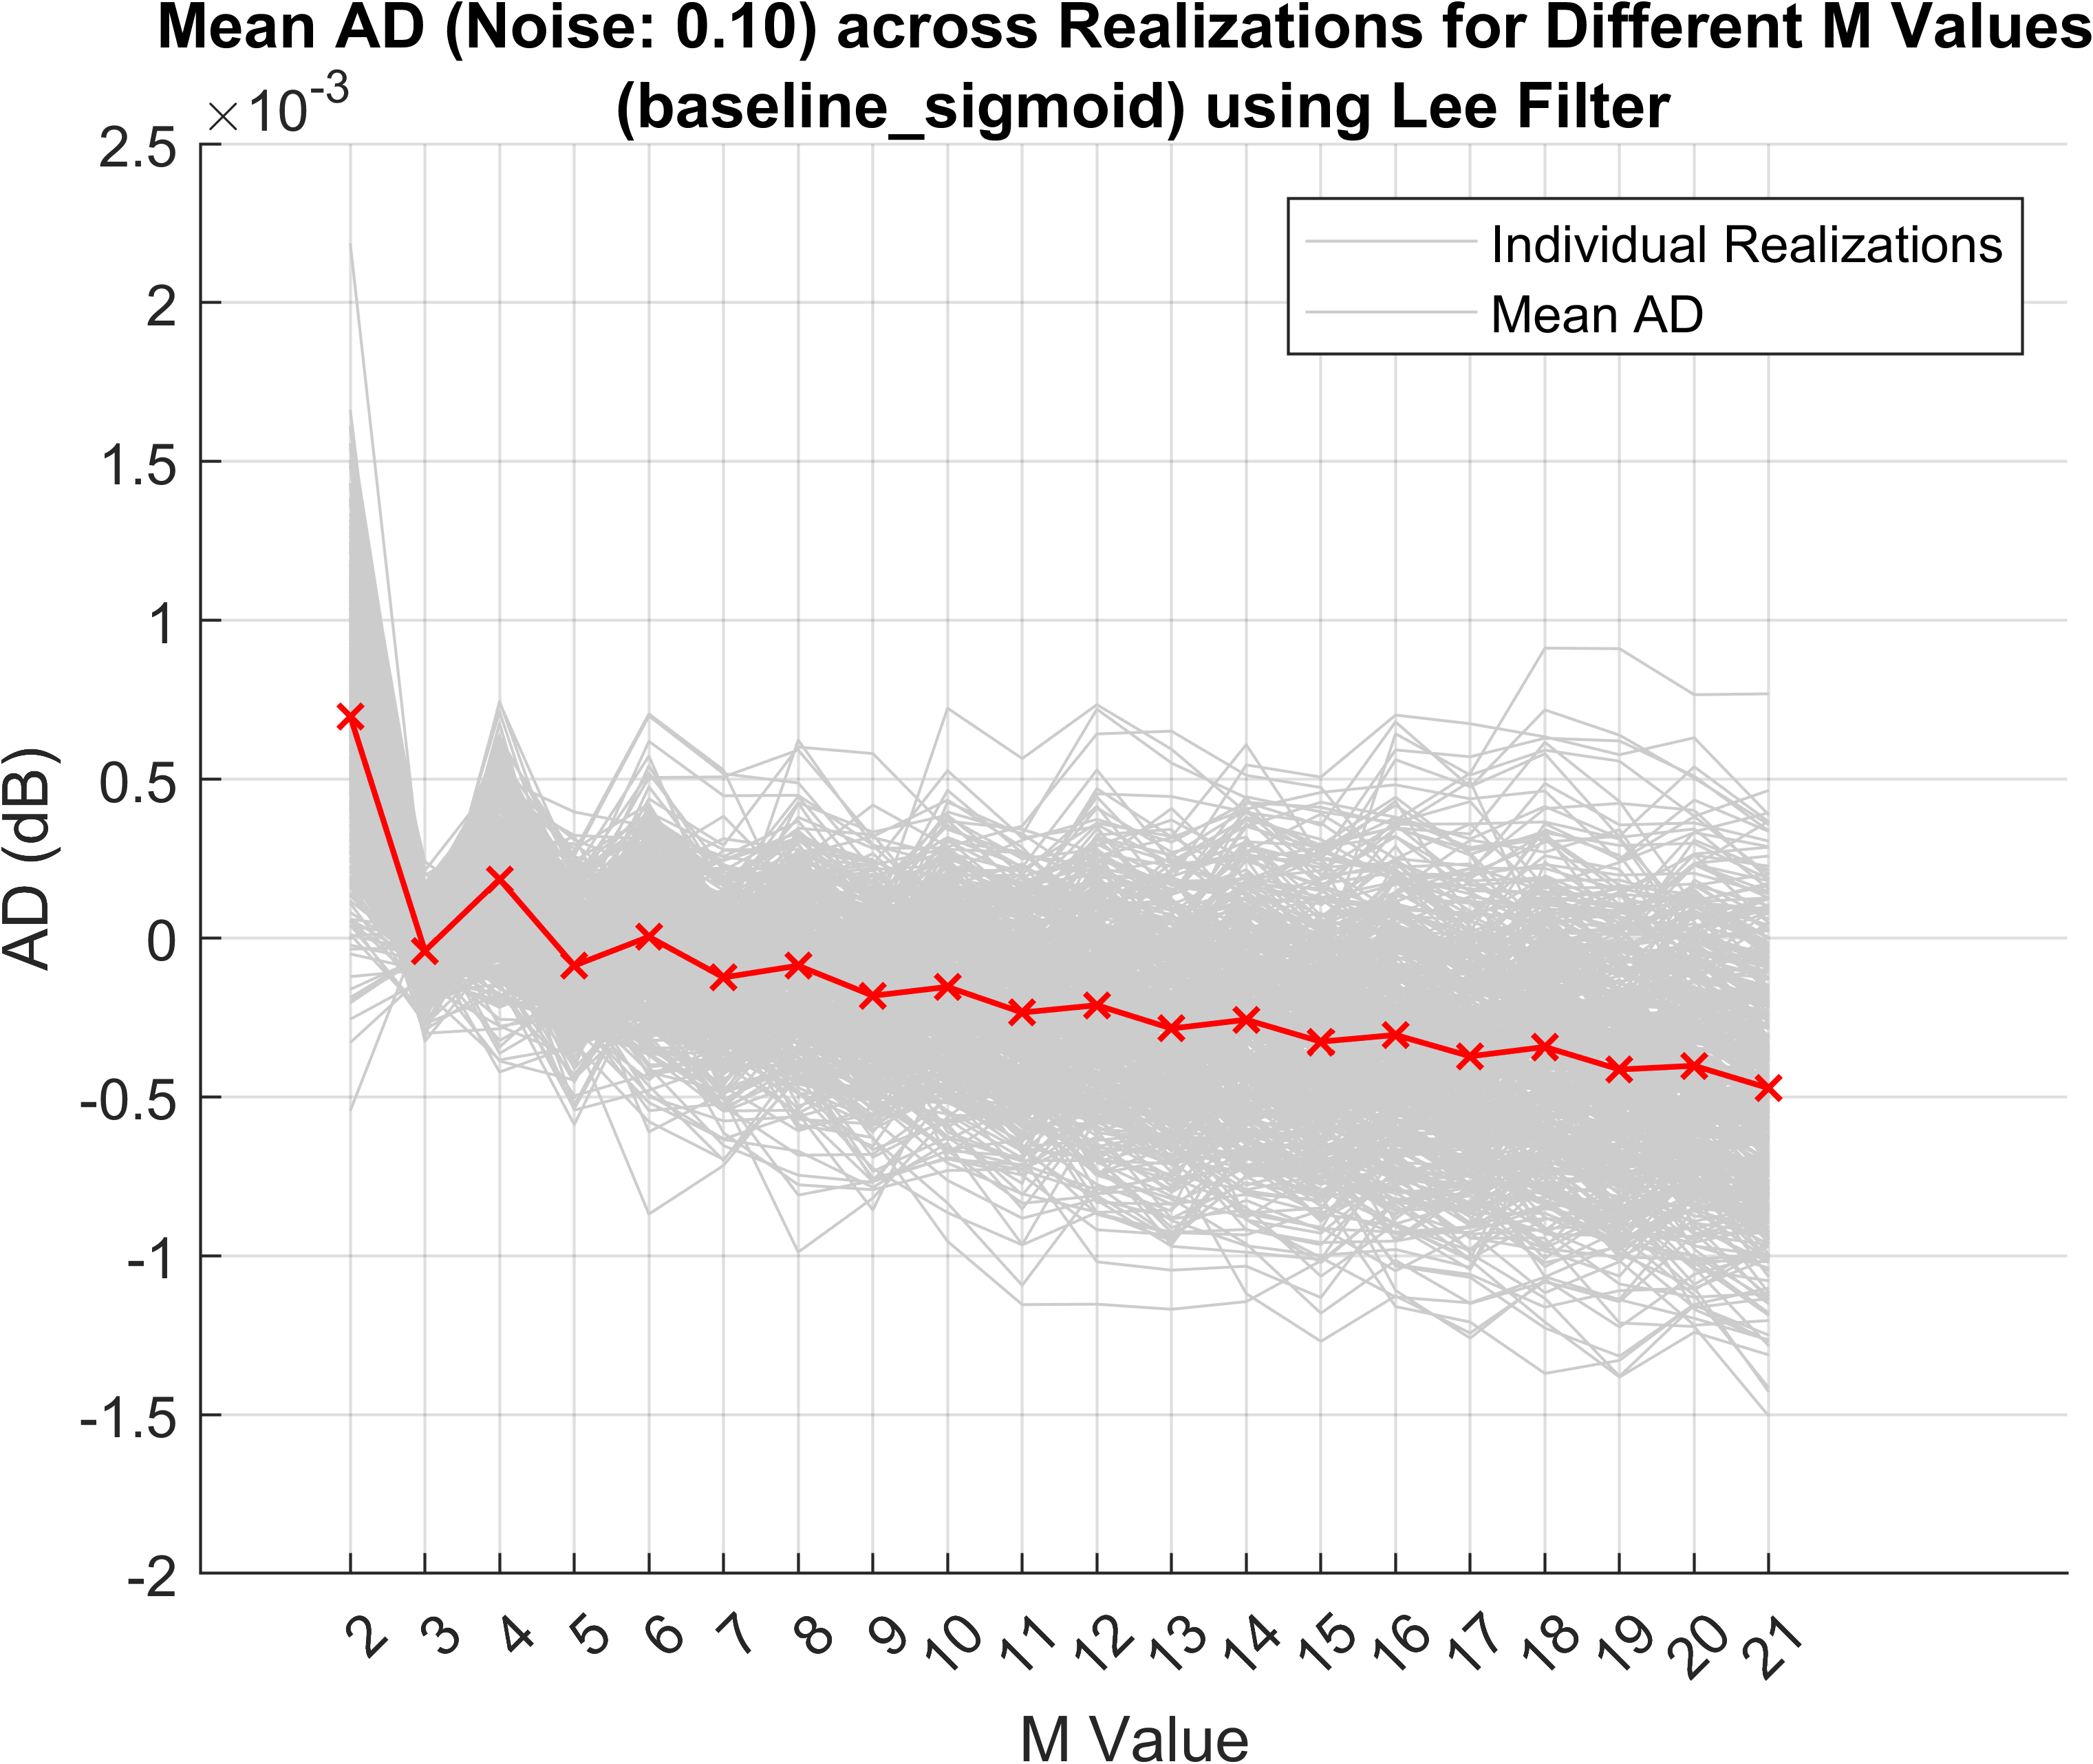 Mean AD (Noise: 0.10) across Realizations for Different M Values
(baseline_sigmoid) using Lee Filter
×10-3
2.5
2
1.5
1
0.5
0
-0.5
-1
-1.5
-2
AD (dB)
Individual Realizations
Mean AD
2 3 4 5 6 7 8 9 10 11 12 13 14 15 16 17 18 19 20 21
M Value